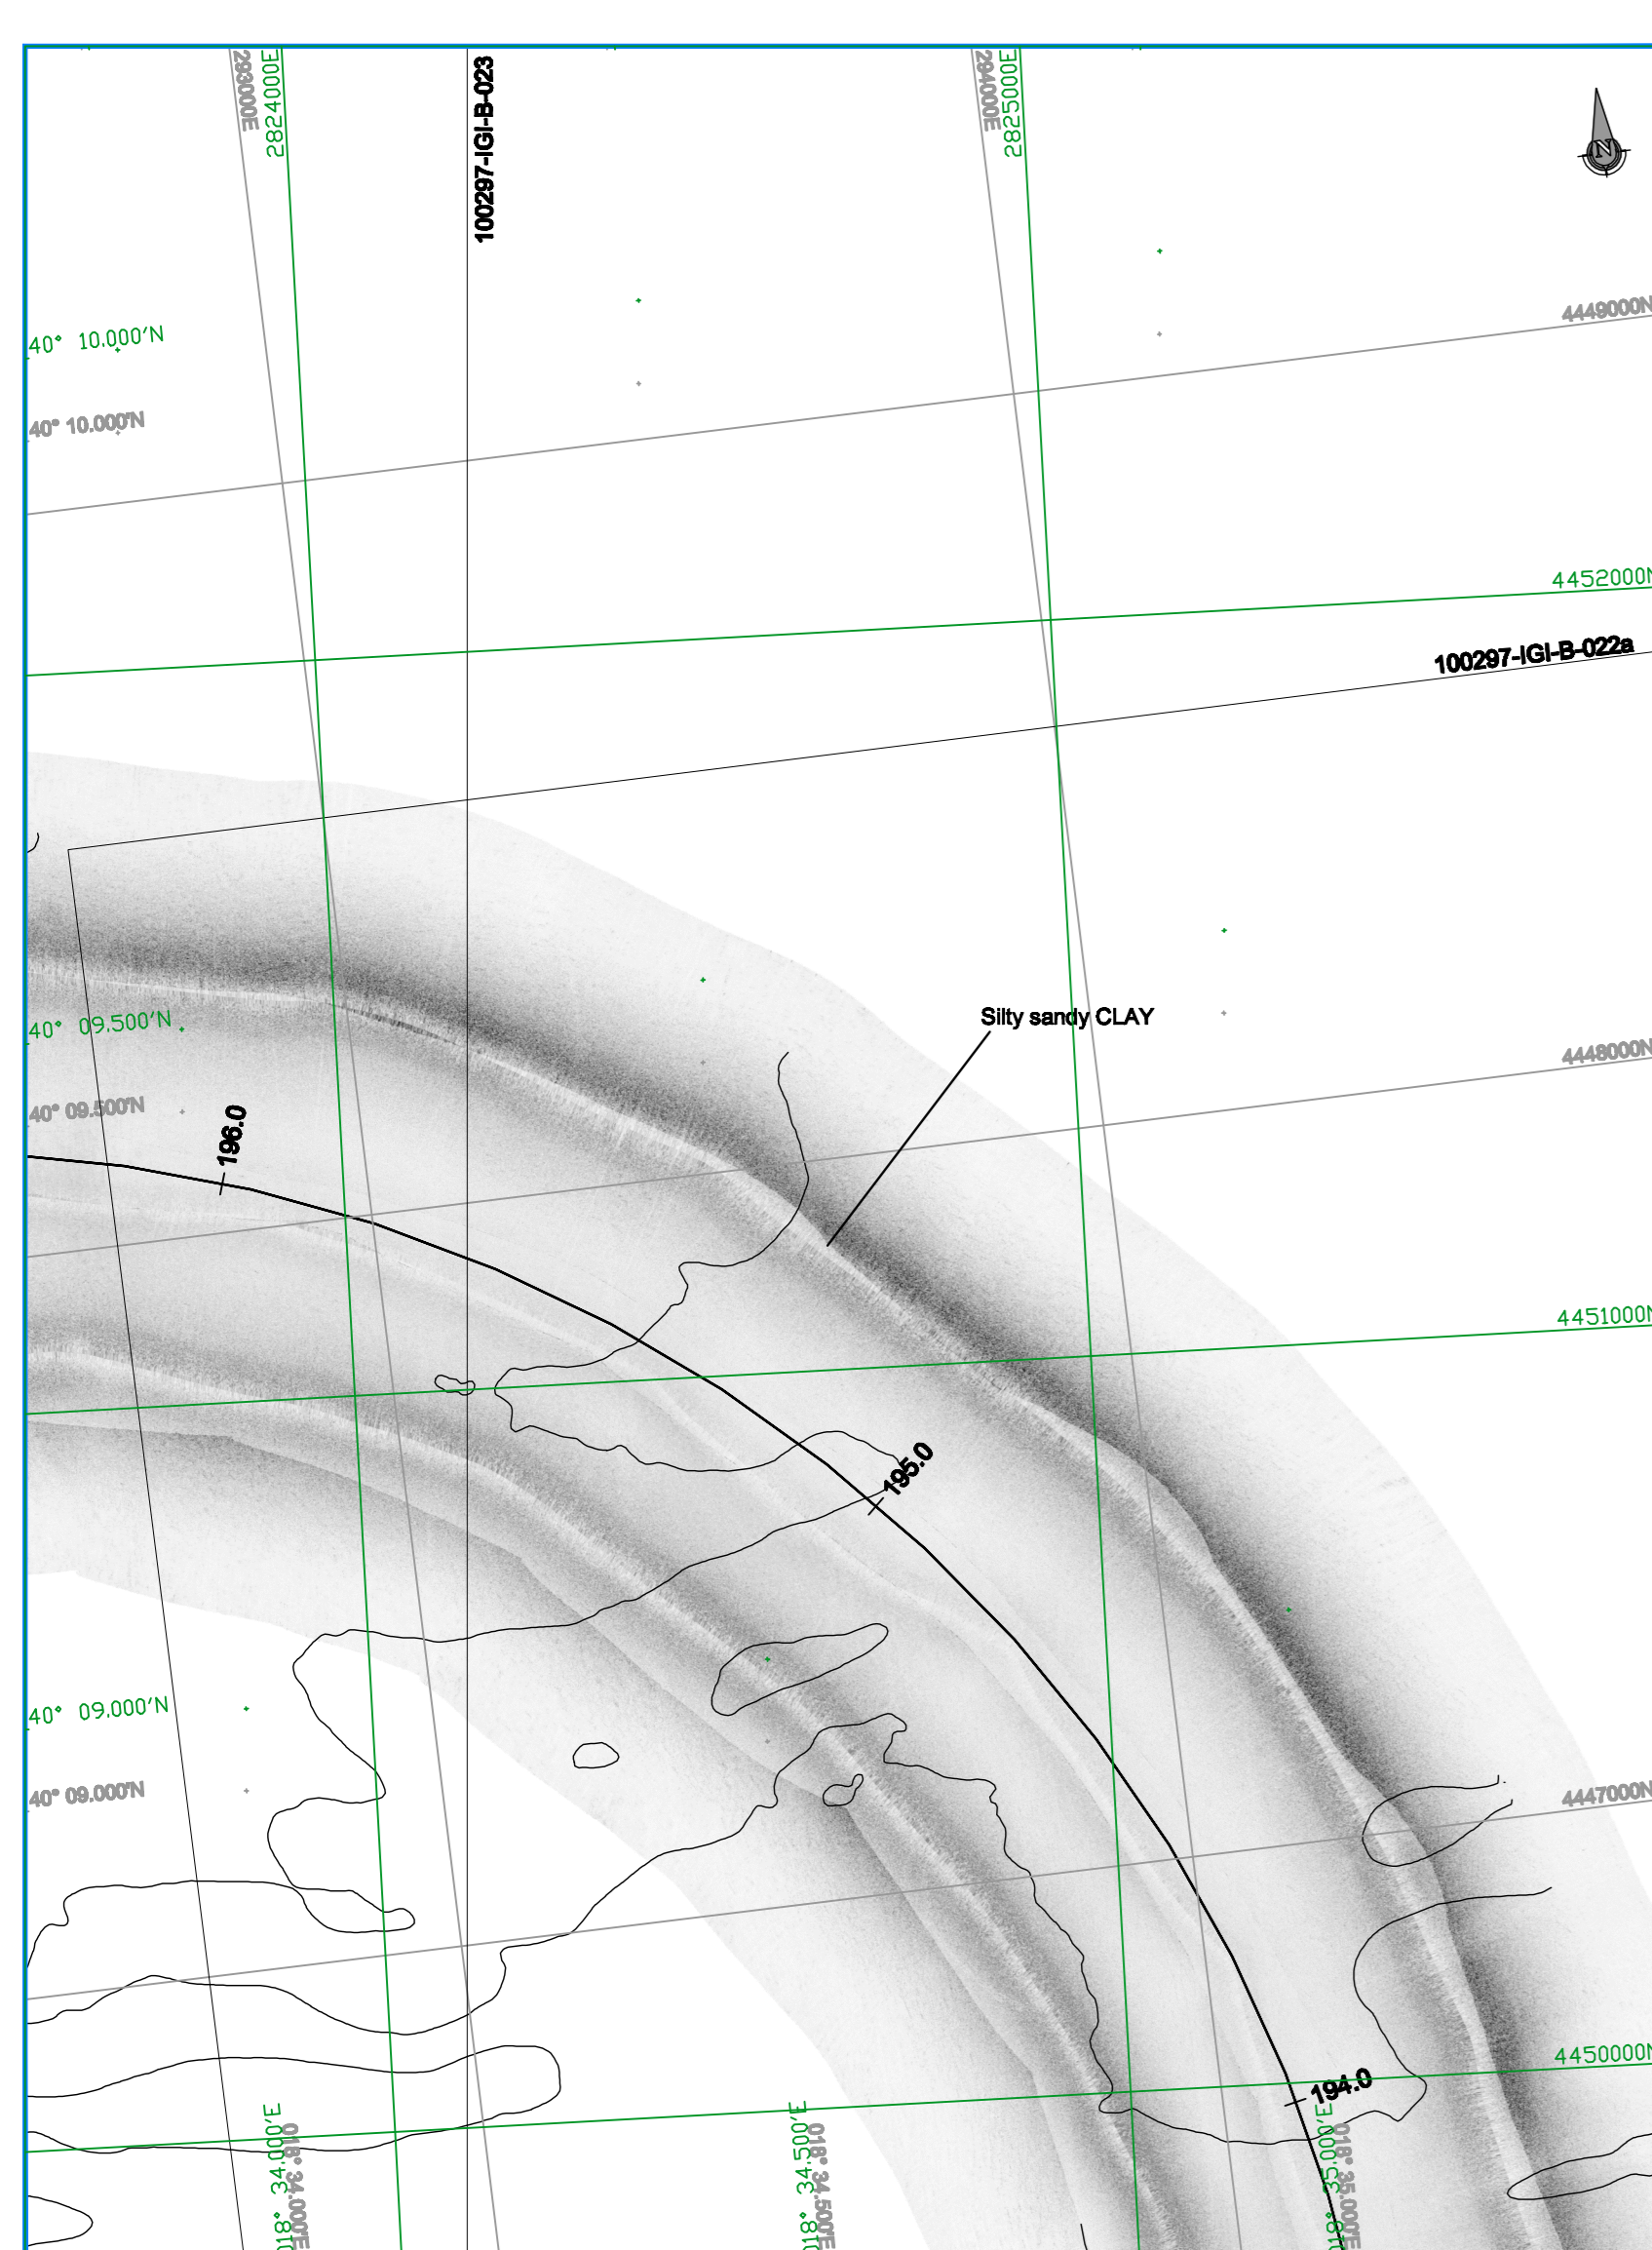 293000E
2824000E
100297-IGI-B-023
294000E
2825000E
N
4449000N
40° 10.000'N
40° 10.000'N
4452000N
100297-IGI-B-022a
Silty sandy CLAY
40° 09.500'N
4448000N
40° 09.500'N
196.0
4451000N
195.0
40° 09.000'N
40° 09.000'N
4447000N
4450000N
194.0
018° 34.000'E
018° 34.000'E
018° 34.500'E
018° 34.500'E
018° 35.000'E
018° 35.000'E